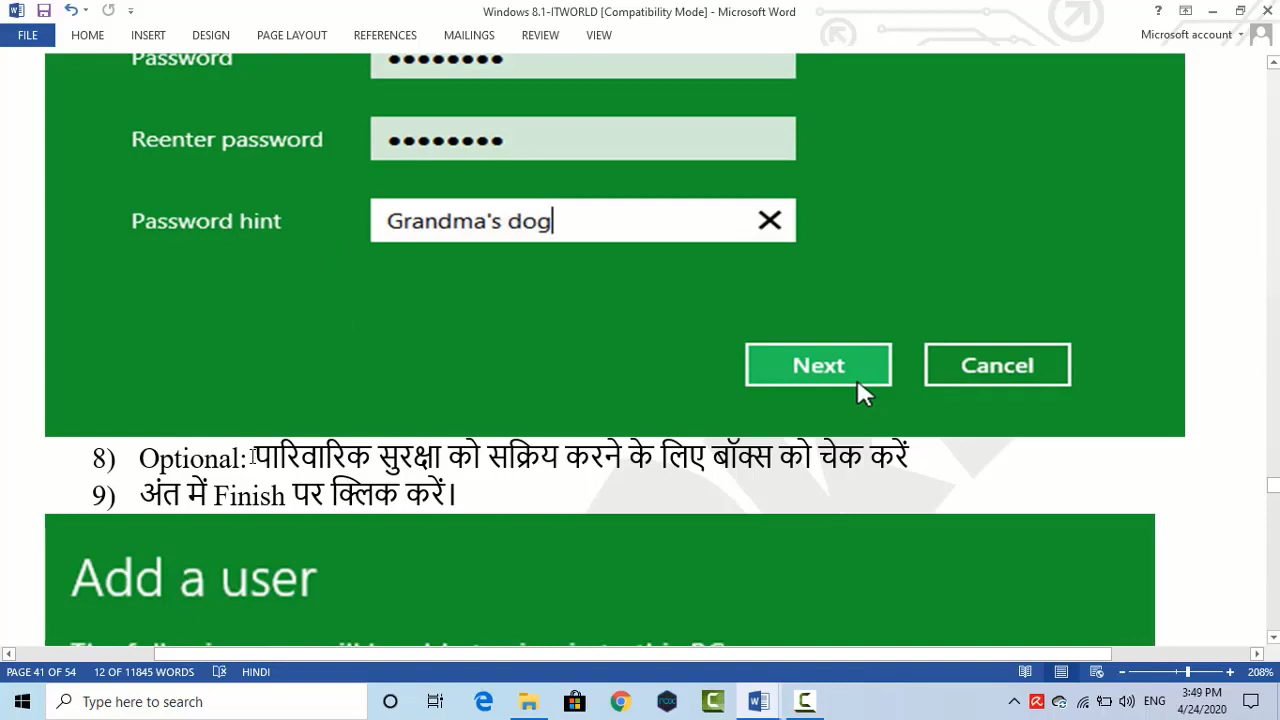 Windows 8.1-ITWORLD [Compatibility Mode] - Microsoft Word
?
FILE HOME INSERT DESIGN PAGE LAYOUT REFERENCES MAILINGS REVIEW VIEW Microsoft account
Password ••••••••
Reenter password ••••••••
Password hint Grandma's dog
Next Cancel
8) Optional: पारिवारिक सुरक्षा को सक्रिय करने के लिए बॉक्स को चेक करें
9) अंत में Finish पर क्लिक करें।
Add a user
PAGE 41 OF 54 12 OF 11845 WORDS HINDI 208%
Type here to search
ENG
3:49 PM
4/24/2020